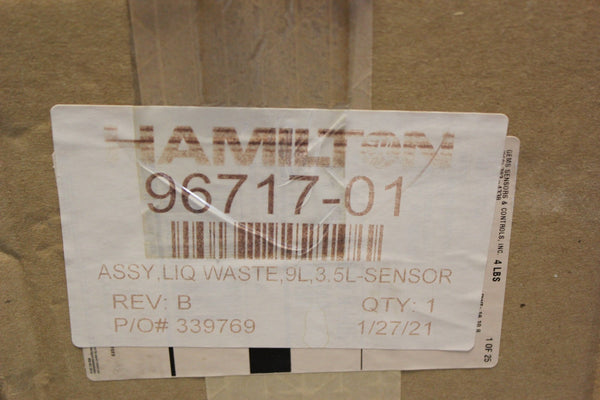 HAMILTON
96717-01
ASSY,LIQ WASTE,9L,3.5L-SENSOR
REV: B QTY: 1
P/O# 339769 1/27/21
GEMS SENSORS & CONTROLS, INC.
4 LBS
1 OF 25